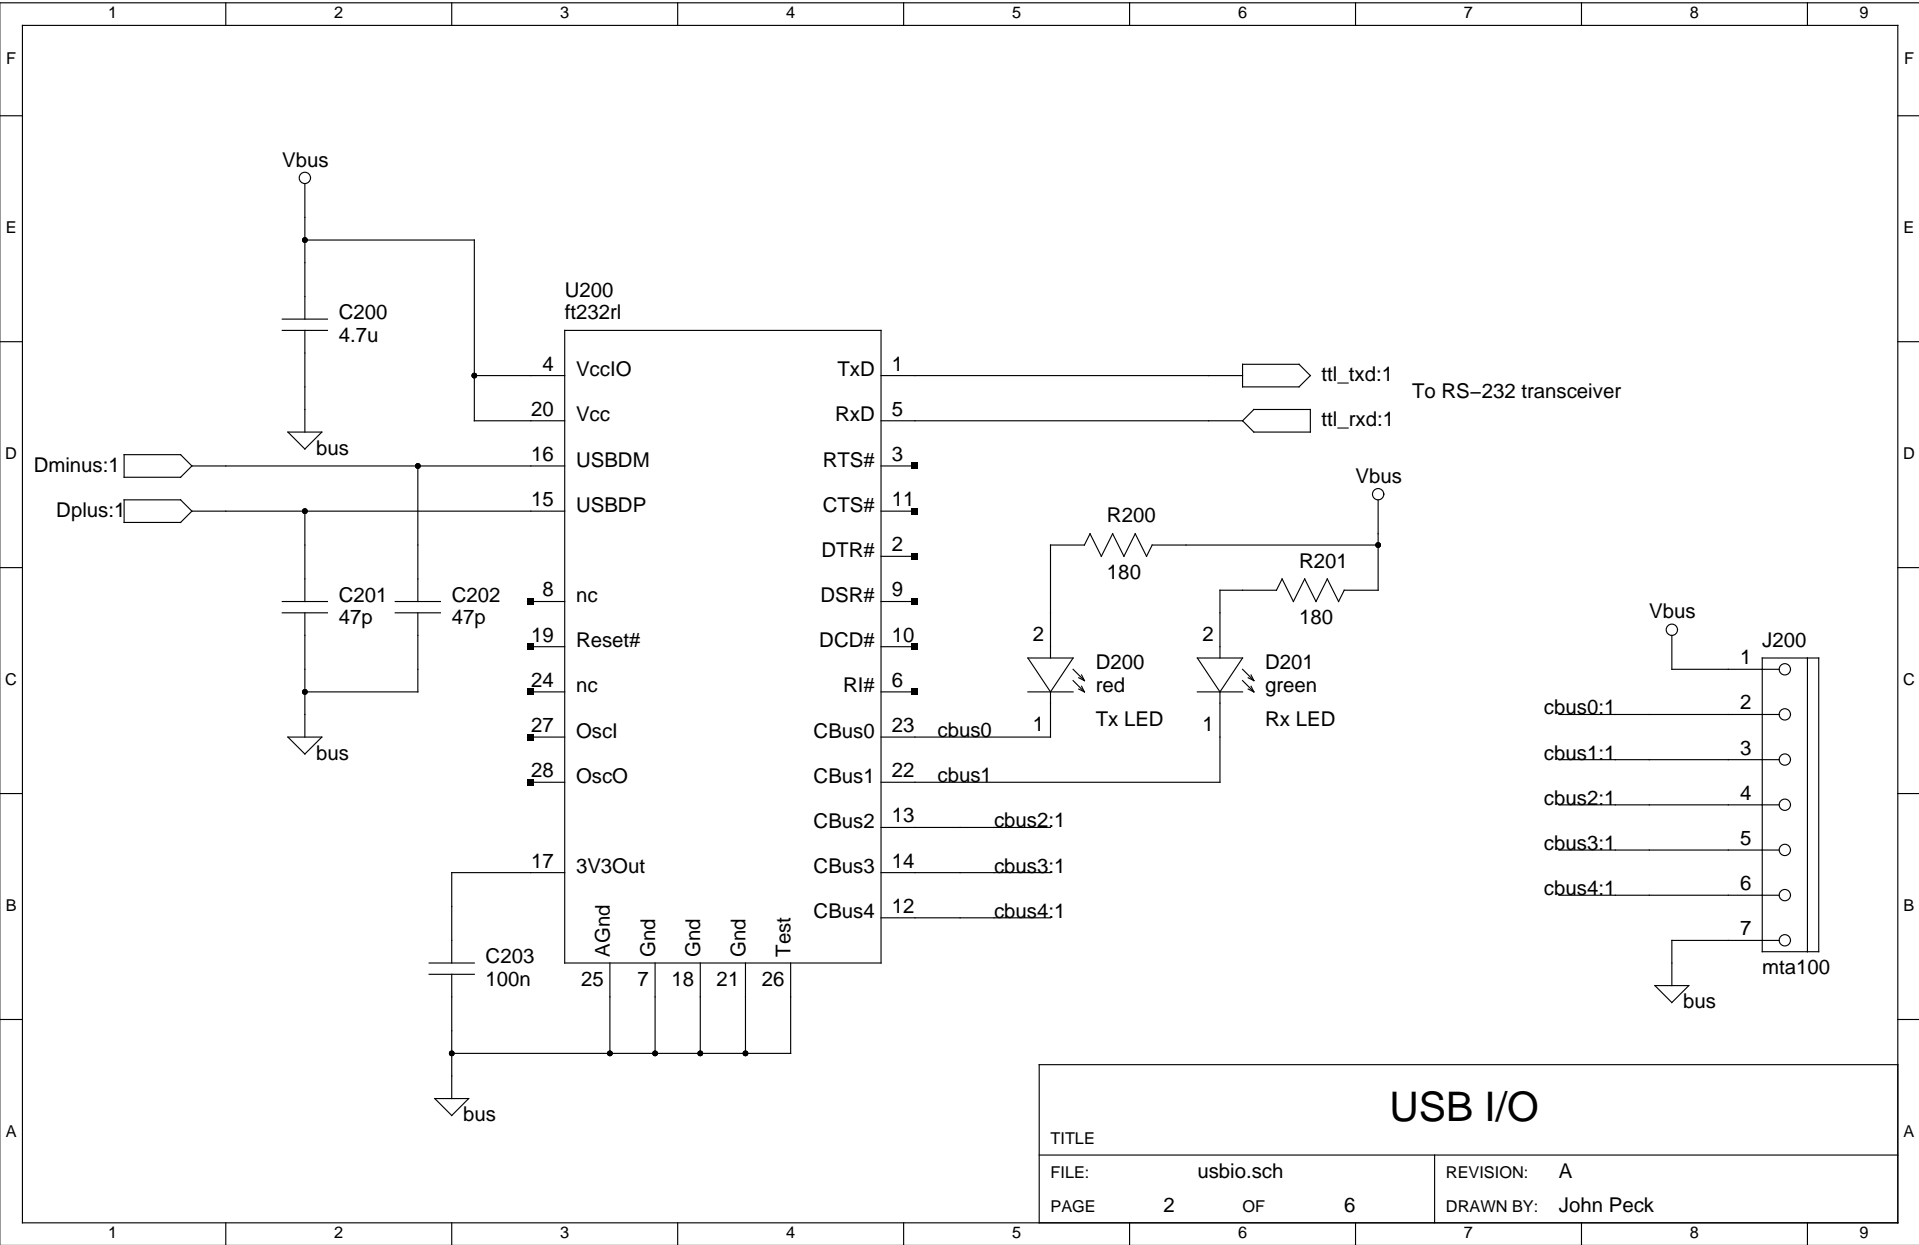 1 2 3 4 5 6 7 8 9
F F
Vbus
E E
C200
4.7u
bus
U200
ft232rl
4 VccIO
20 Vcc
16 USBDM
15 USBDP
8 nc
19 Reset#
24 nc
27 OscI
28 OscO
17 3V3Out
TxD 1
RxD 5
RTS# 3
CTS# 11
DTR# 2
DSR# 9
DCD# 10
RI# 6
CBus0 23 cbus0
CBus1 22 cbus1
CBus2 13 cbus2:1
CBus3 14 cbus3:1
CBus4 12 cbus4:1
AGnd Gnd Gnd Gnd Test
25 7 18 21 26
ttl_txd:1
ttl_rxd:1
To RS−232 transceiver
D D
Dminus:1
Dplus:1
C201
47p
C202
47p
bus
Vbus
R200
180
R201
180
2
D200
red
Tx LED
1
2
D201
green
Rx LED
1
C C
Vbus
J200
1
cbus0:1 2
cbus1:1 3
cbus2:1 4
cbus3:1 5
cbus4:1 6
7
mta100
bus
B B
C203
100n
bus
A A
USB I/O
TITLE
FILE: usbio.sch
REVISION: A
PAGE 2 OF 6
DRAWN BY: John Peck
1 2 3 4 5 6 7 8 9